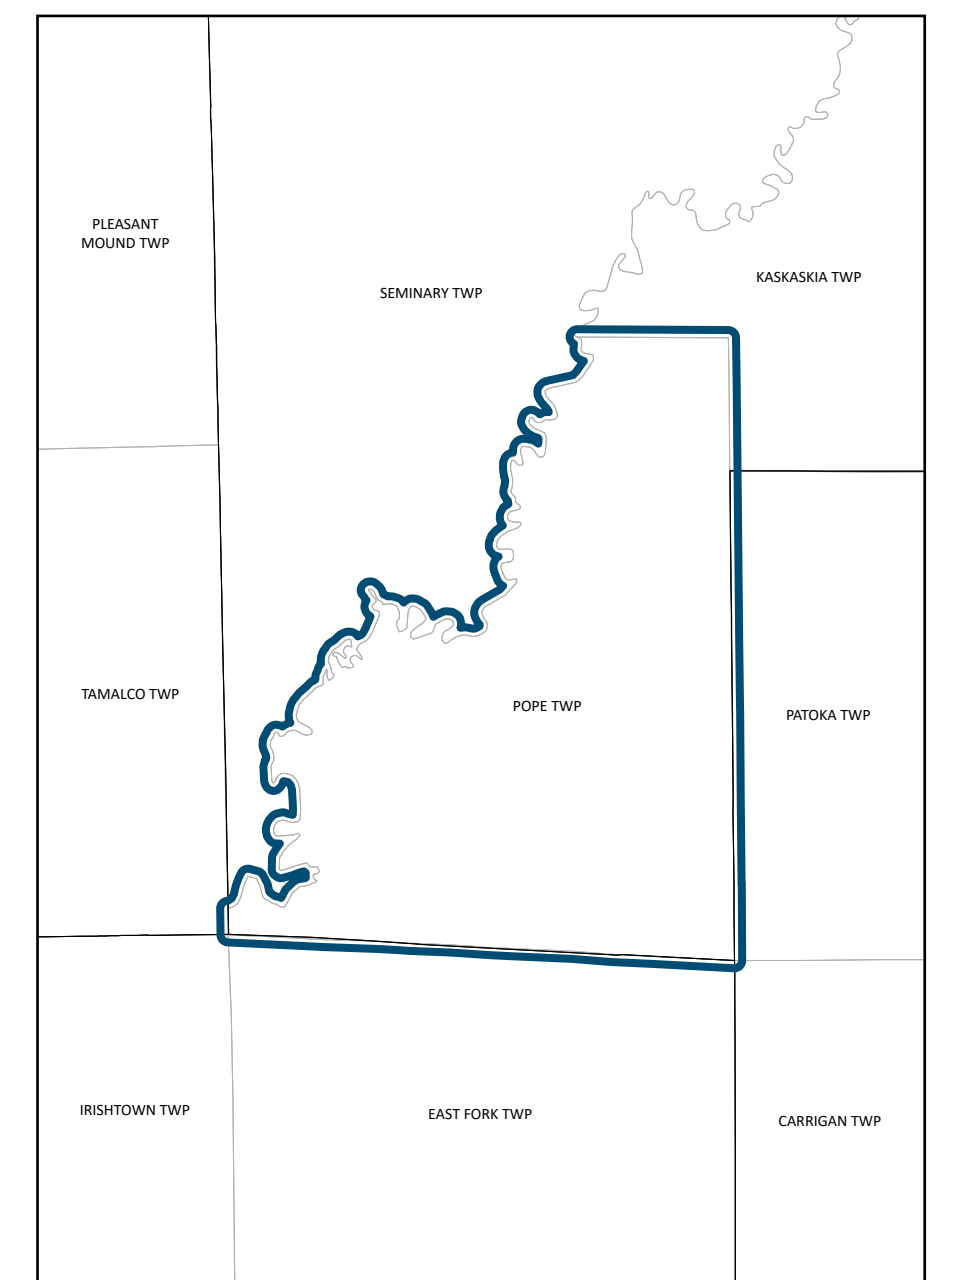 PLEASANT
MOUND TWP
KASKASKIA TWP
SEMINARY TWP
TAMALCO TWP
POPE TWP
PATOKA TWP
IRISHTOWN TWP
EAST FORK TWP
CARRIGAN TWP